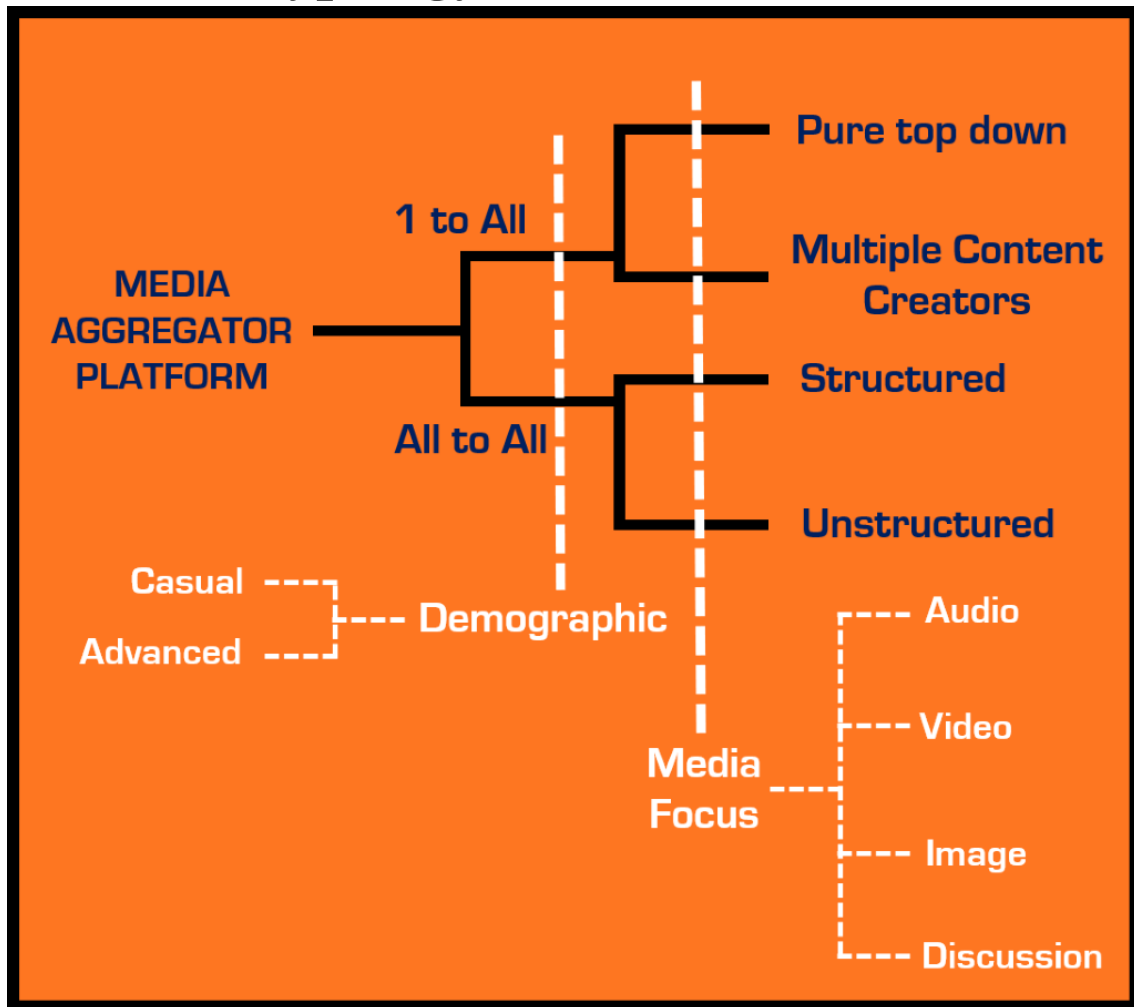 Pure top down
1 to All
Multiple Content
Creators
MEDIA
AGGREGATOR
PLATFORM
Structured
All to All
Unstructured
Casual
Advanced
Demographic
Audio
Video
Media
Focus
Image
Discussion